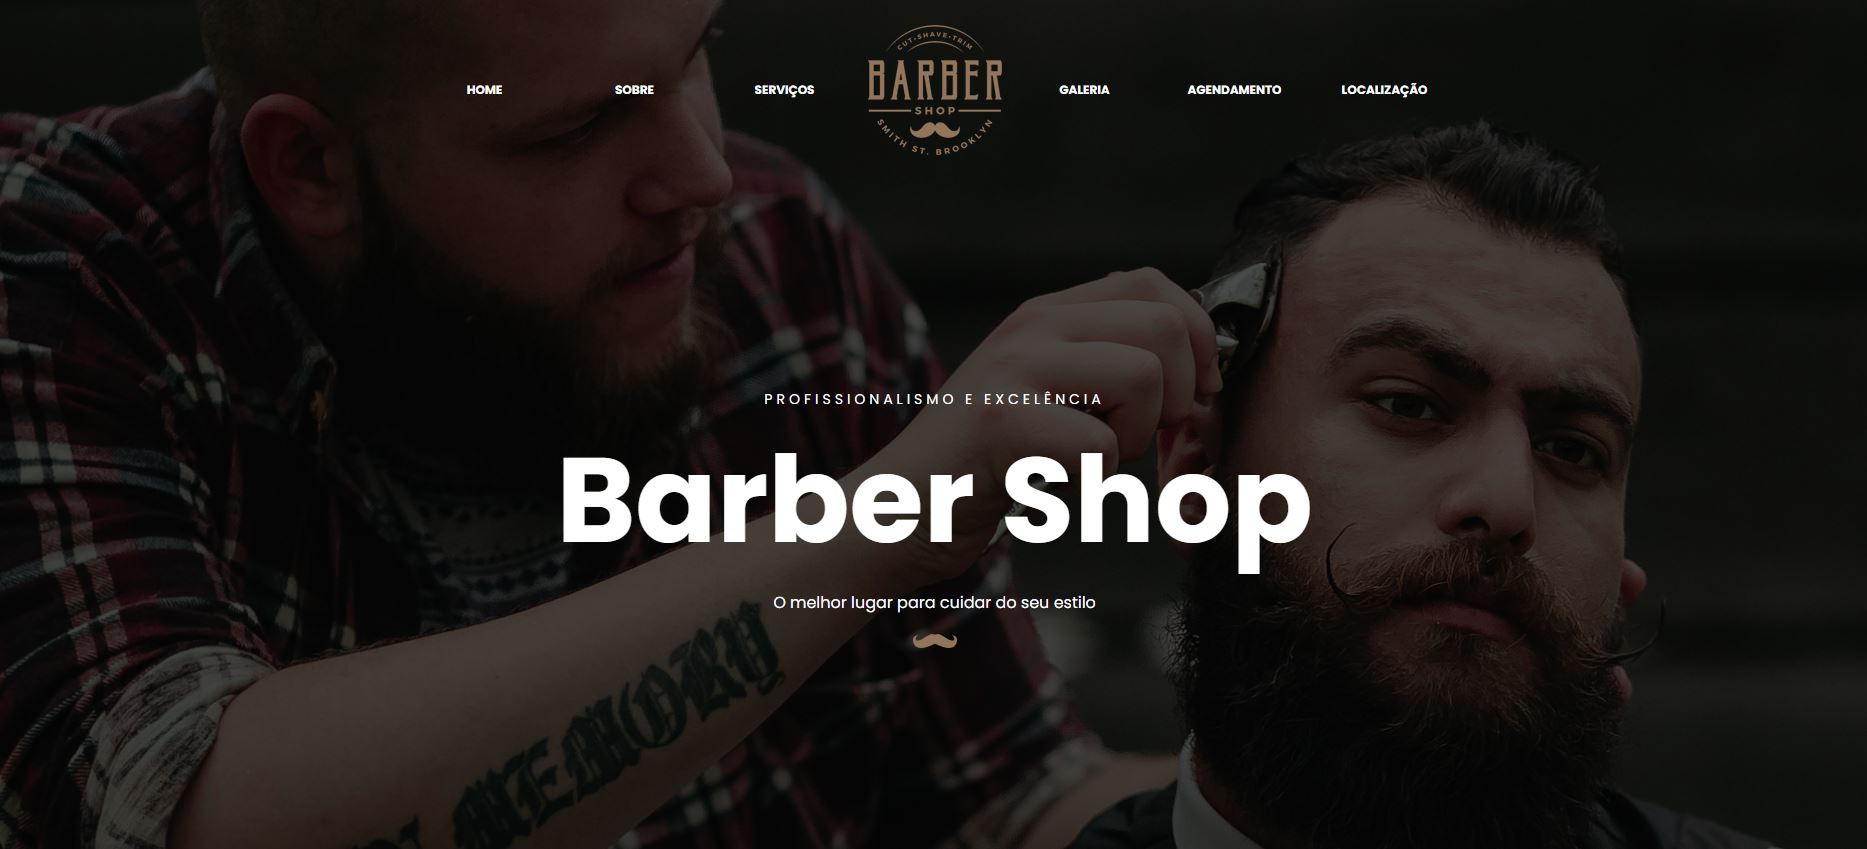 CUT•SHAVE•TRIM
HOME
SOBRE
SERVIÇOS
BARBER
GALERIA
AGENDAMENTO
LOCALIZAÇÃO
SHOP
SMITH ST. BROOKLYN
PROFISSIONALISMO E EXCELÊNCIA
Barber Shop
O melhor lugar para cuidar do seu estilo
MEMORY